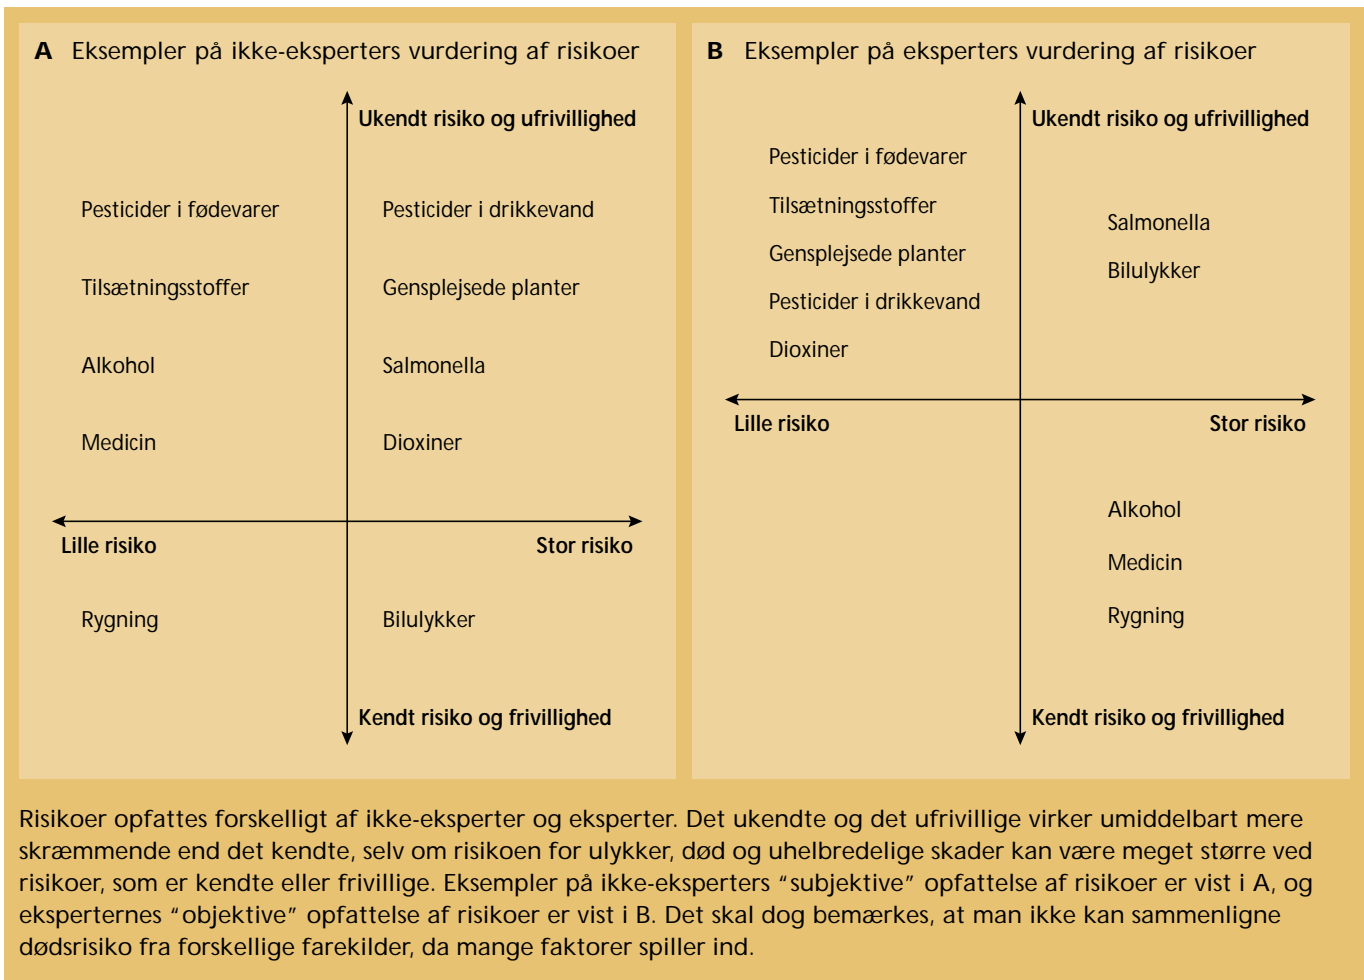 A Eksempler på ikke-eksperters vurdering af risikoer
Ukendt risiko og ufrivillighed
Pesticider i fødevarer
Pesticider i drikkevand
Tilsætningsstoffer
Gensplejsede planter
Alkohol
Salmonella
Medicin
Dioxiner
Lille risiko
Stor risiko
Rygning
Bilulykker
Kendt risiko og frivillighed
B Eksempler på eksperters vurdering af risikoer
Ukendt risiko og ufrivillighed
Pesticider i fødevarer
Tilsætningsstoffer
Salmonella
Gensplejsede planter
Bilulykker
Pesticider i drikkevand
Dioxiner
Lille risiko
Stor risiko
Alkohol
Medicin
Rygning
Kendt risiko og frivillighed
Risikoer opfattes forskelligt af ikke-eksperter og eksperter. Det ukendte og det ufrivillige virker umiddelbart mere
skræmmende end det kendte, selv om risikoen for ulykker, død og uhelbredelige skader kan være meget større ved
risikoer, som er kendte eller frivillige. Eksempler på ikke-eksperters “subjektive” opfattelse af risikoer er vist i A, og
eksperternes “objektive” opfattelse af risikoer er vist i B. Det skal dog bemærkes, at man ikke kan sammenligne
dødsrisiko fra forskellige farekilder, da mange faktorer spiller ind.